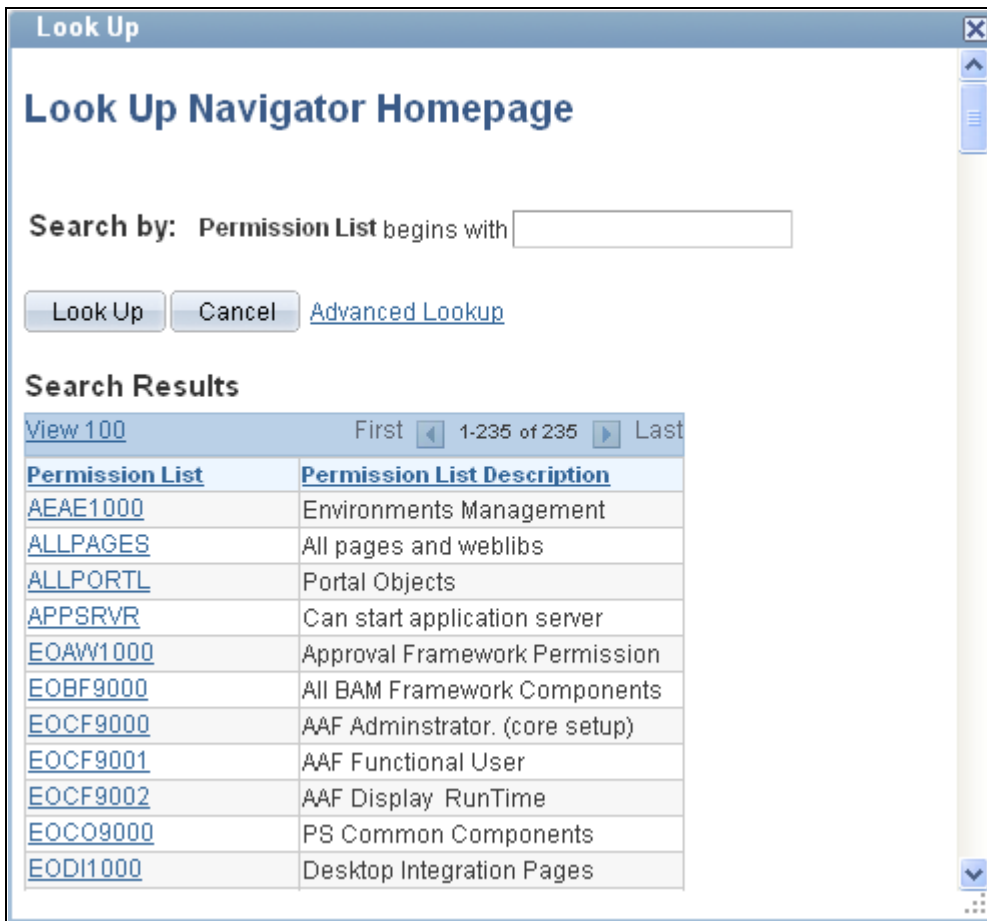 Look Up
Look Up Navigator Homepage
Search by: Permission List begins with
Look Up Cancel Advanced Lookup
Search Results
View 100 First 1-235 of 235 Last
Permission List Permission List Description
AEAE1000 Environments Management
ALLPAGES All pages and weblibs
ALLPORTL Portal Objects
APPSRVR Can start application server
EOAW1000 Approval Framework Permission
EOBF9000 All BAM Framework Components
EOCF9000 AAF Adminstrator. (core setup)
EOCF9001 AAF Functional User
EOCF9002 AAF Display RunTime
EOCO9000 PS Common Components
EODI1000 Desktop Integration Pages